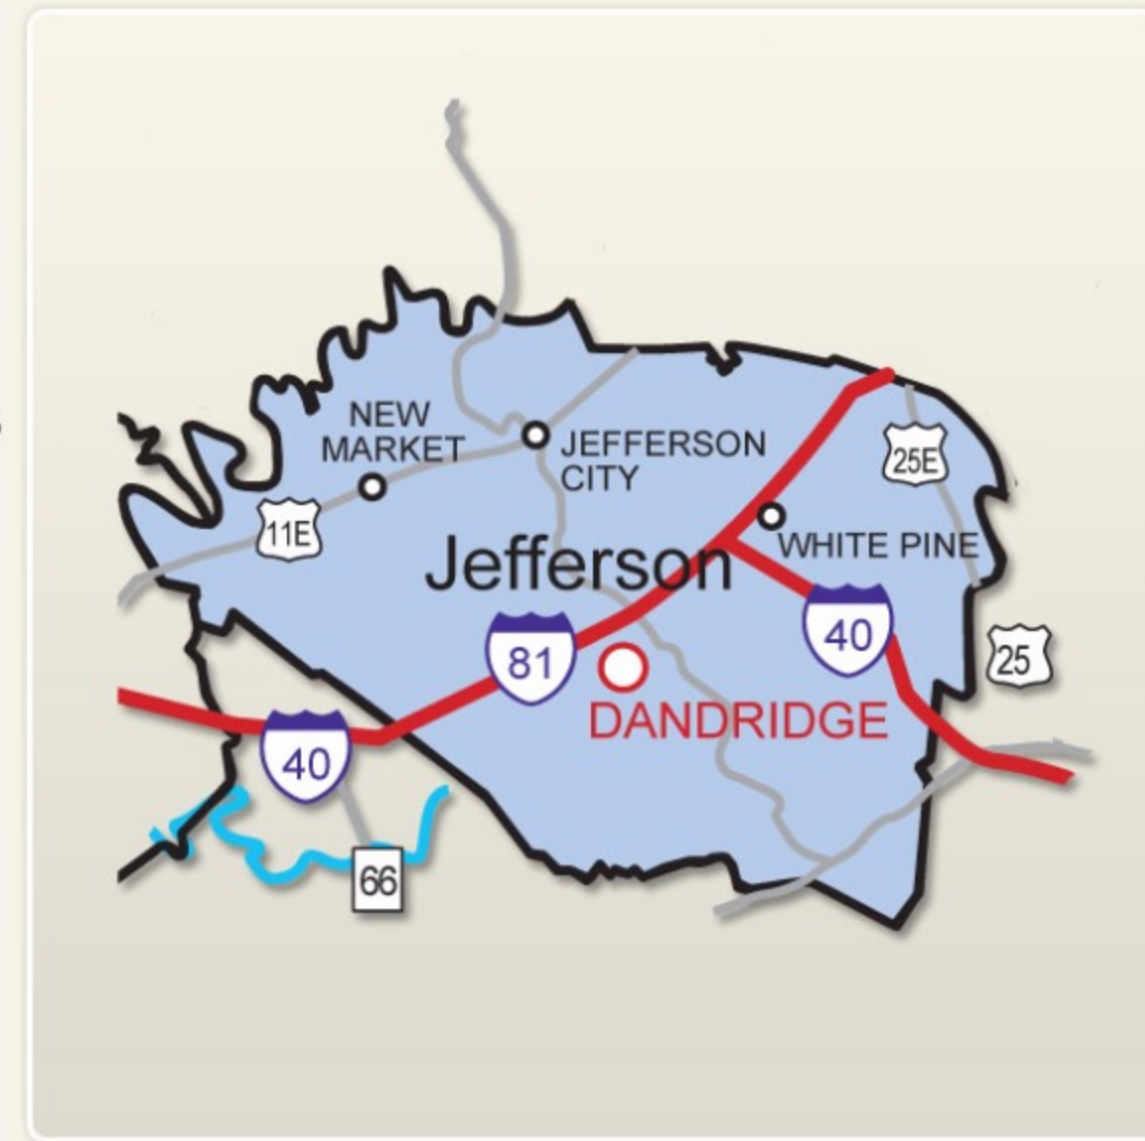 NEW
MARKET
JEFFERSON
CITY
25E
11E
WHITE PINE
Jefferson
40
81
25
DANDRIDGE
40
66